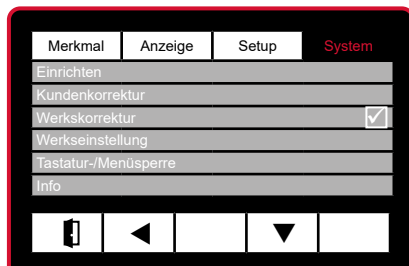 Merkmal Anzeige Setup System
Einrichten
Kundenkorrektur
Werkskorrektur
Werkseinstellung
Tastatur-/Menüsperre
Info